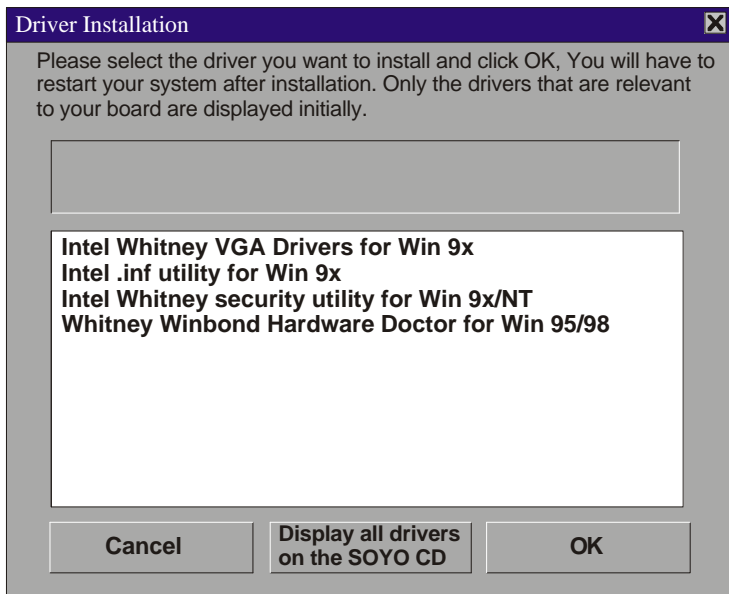 Driver Installation
Please select the driver you want to install and click OK, You will have to
restart your system after installation. Only the drivers that are relevant
to your board are displayed initially.
Intel Whitney VGA Drivers for Win 9x
Intel .inf utility for Win 9x
Intel Whitney security utility for Win 9x/NT
Whitney Winbond Hardware Doctor for Win 95/98
Cancel
Display all drivers
on the SOYO CD
OK